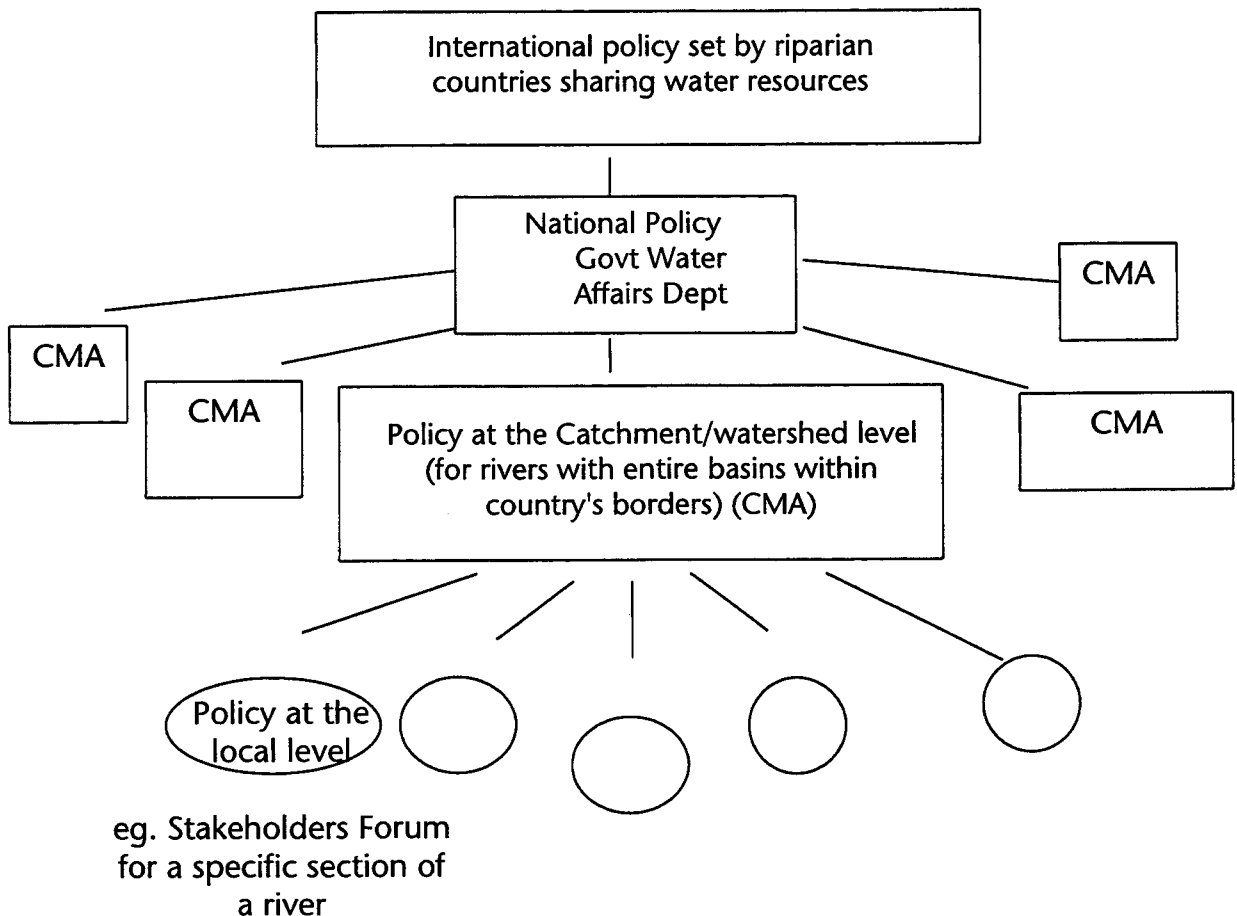 International policy set by riparian
countries sharing water resources
National Policy
Govt Water
Affairs Dept
CMA
CMA
CMA
Policy at the Catchment/watershed level
(for rivers with entire basins within
country's borders) (CMA)
CMA
Policy at the
local level
eg. Stakeholders Forum
for a specific section of
a river